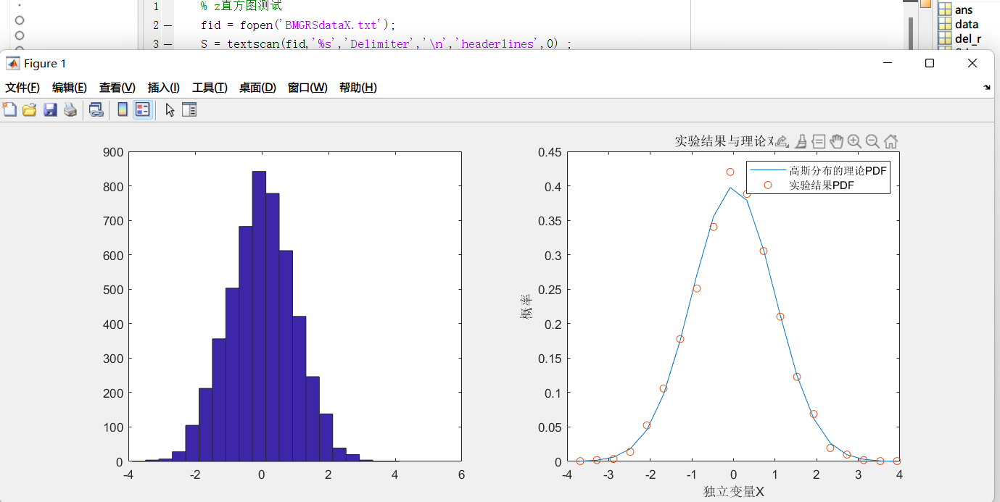 1 % z直方图测试
2 — fid = fopen('BMGRSdataX.txt');
3 — S = textscan(fid,'%s','Delimiter','\n','headerlines',0) ;
ans
data
del_r
Figure 1
文件(F) 编辑(E) 查看(V) 插入(I) 工具(T) 桌面(D) 窗口(W) 帮助(H)
900
800
700
600
500
400
300
200
100
0
-4 -2 0 2 4 6
实验结果与理论
0.45
0.4
0.35
0.3
0.25
0.2
0.15
0.1
0.05
0
高斯分布的理论PDF
实验结果PDF
概率
-4 -3 -2 -1 0 1 2 3 4
独立变量X